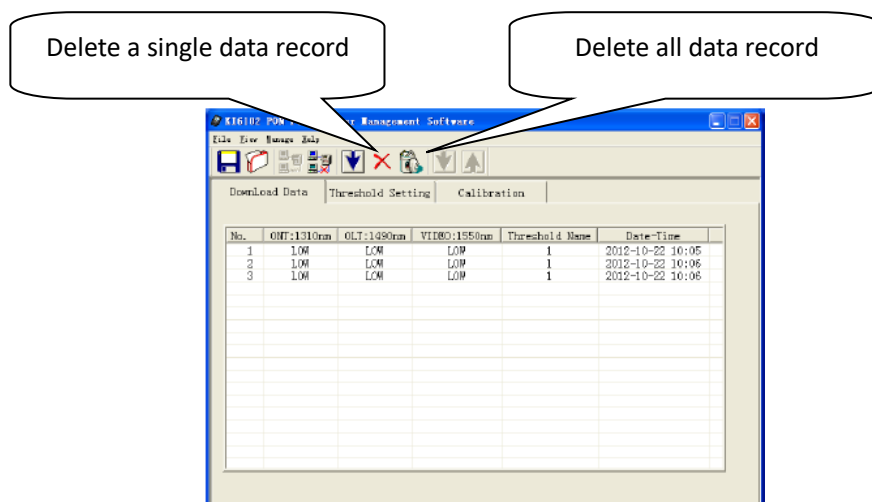 Delete a single data record
Delete all data record
KI6102 PON r Management Software
File View Manage Help
Download Data Threshold Setting Calibration
No. ONT:1310nm OLT:1490nm VIDEO:1550nm Threshold Name Date-Time
1 LOW LOW LOW 1 2012-10-22 10:05
2 LOW LOW LOW 1 2012-10-22 10:06
3 LOW LOW LOW 1 2012-10-22 10:06